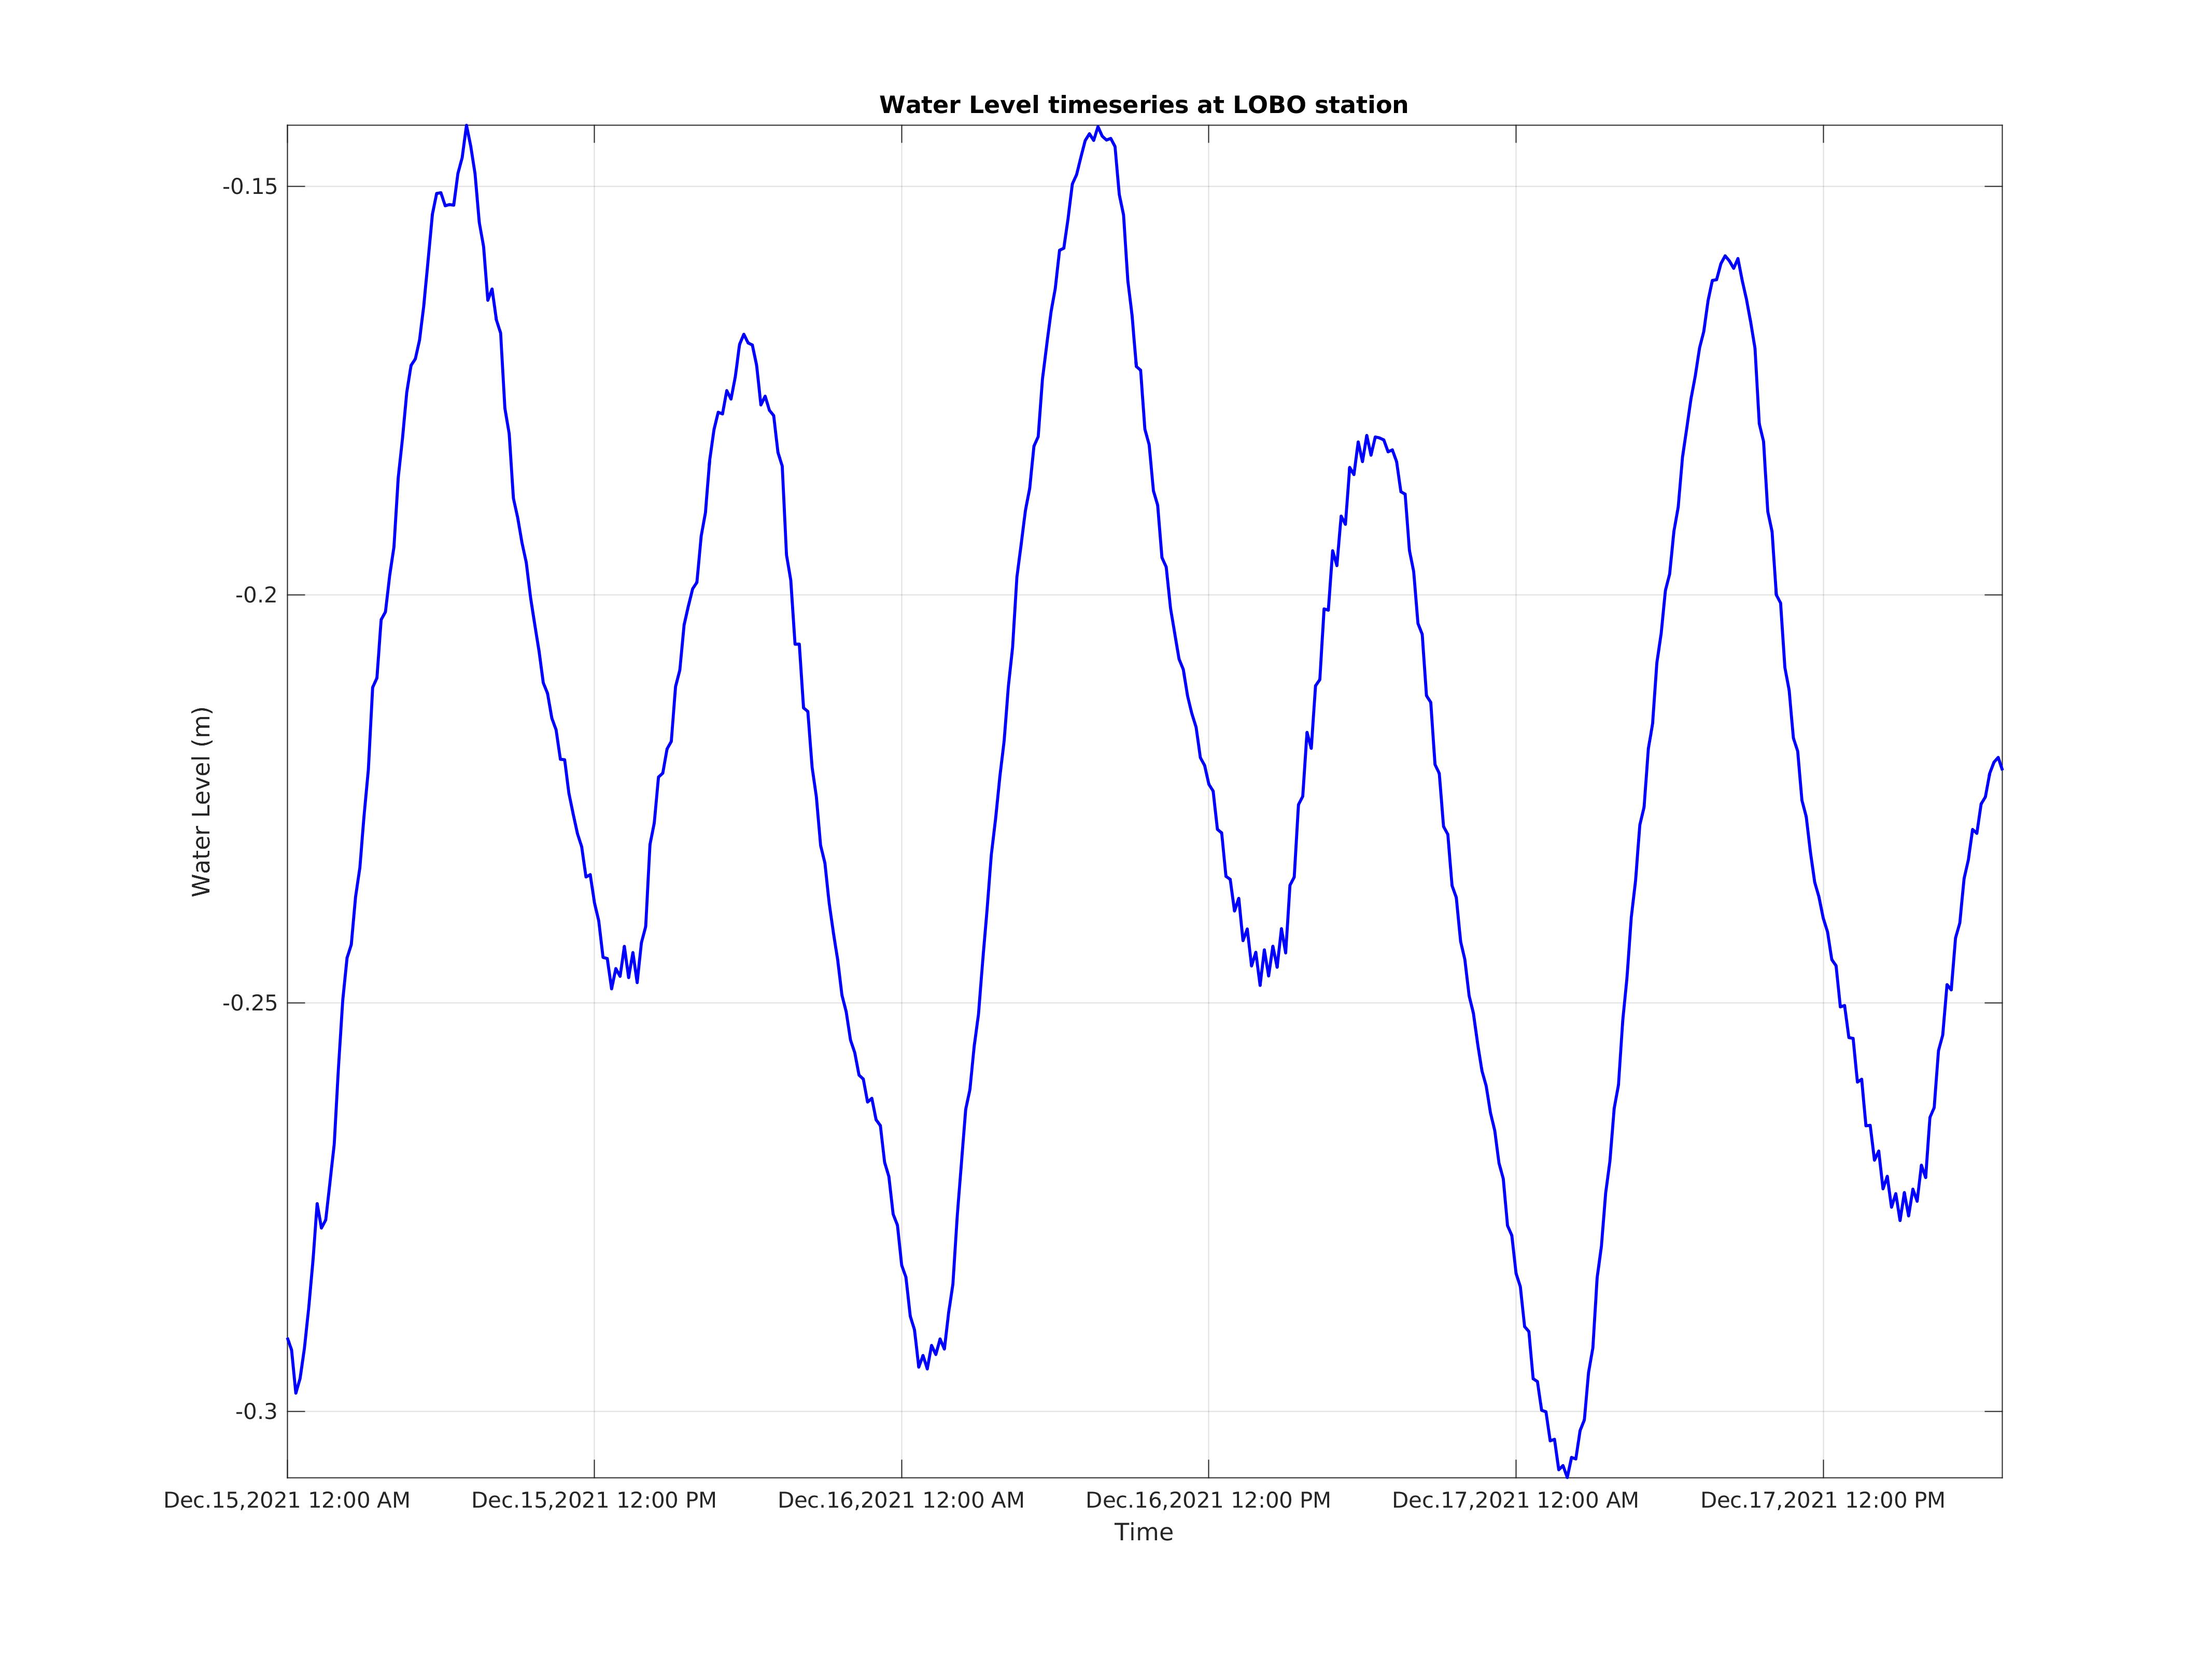 Water Level timeseries at LOBO station
-0.15
-0.2
-0.25
-0.3
Water Level (m)
Dec.15,2021 12:00 AM Dec.15,2021 12:00 PM Dec.16,2021 12:00 AM Dec.16,2021 12:00 PM Dec.17,2021 12:00 AM Dec.17,2021 12:00 PM
Time